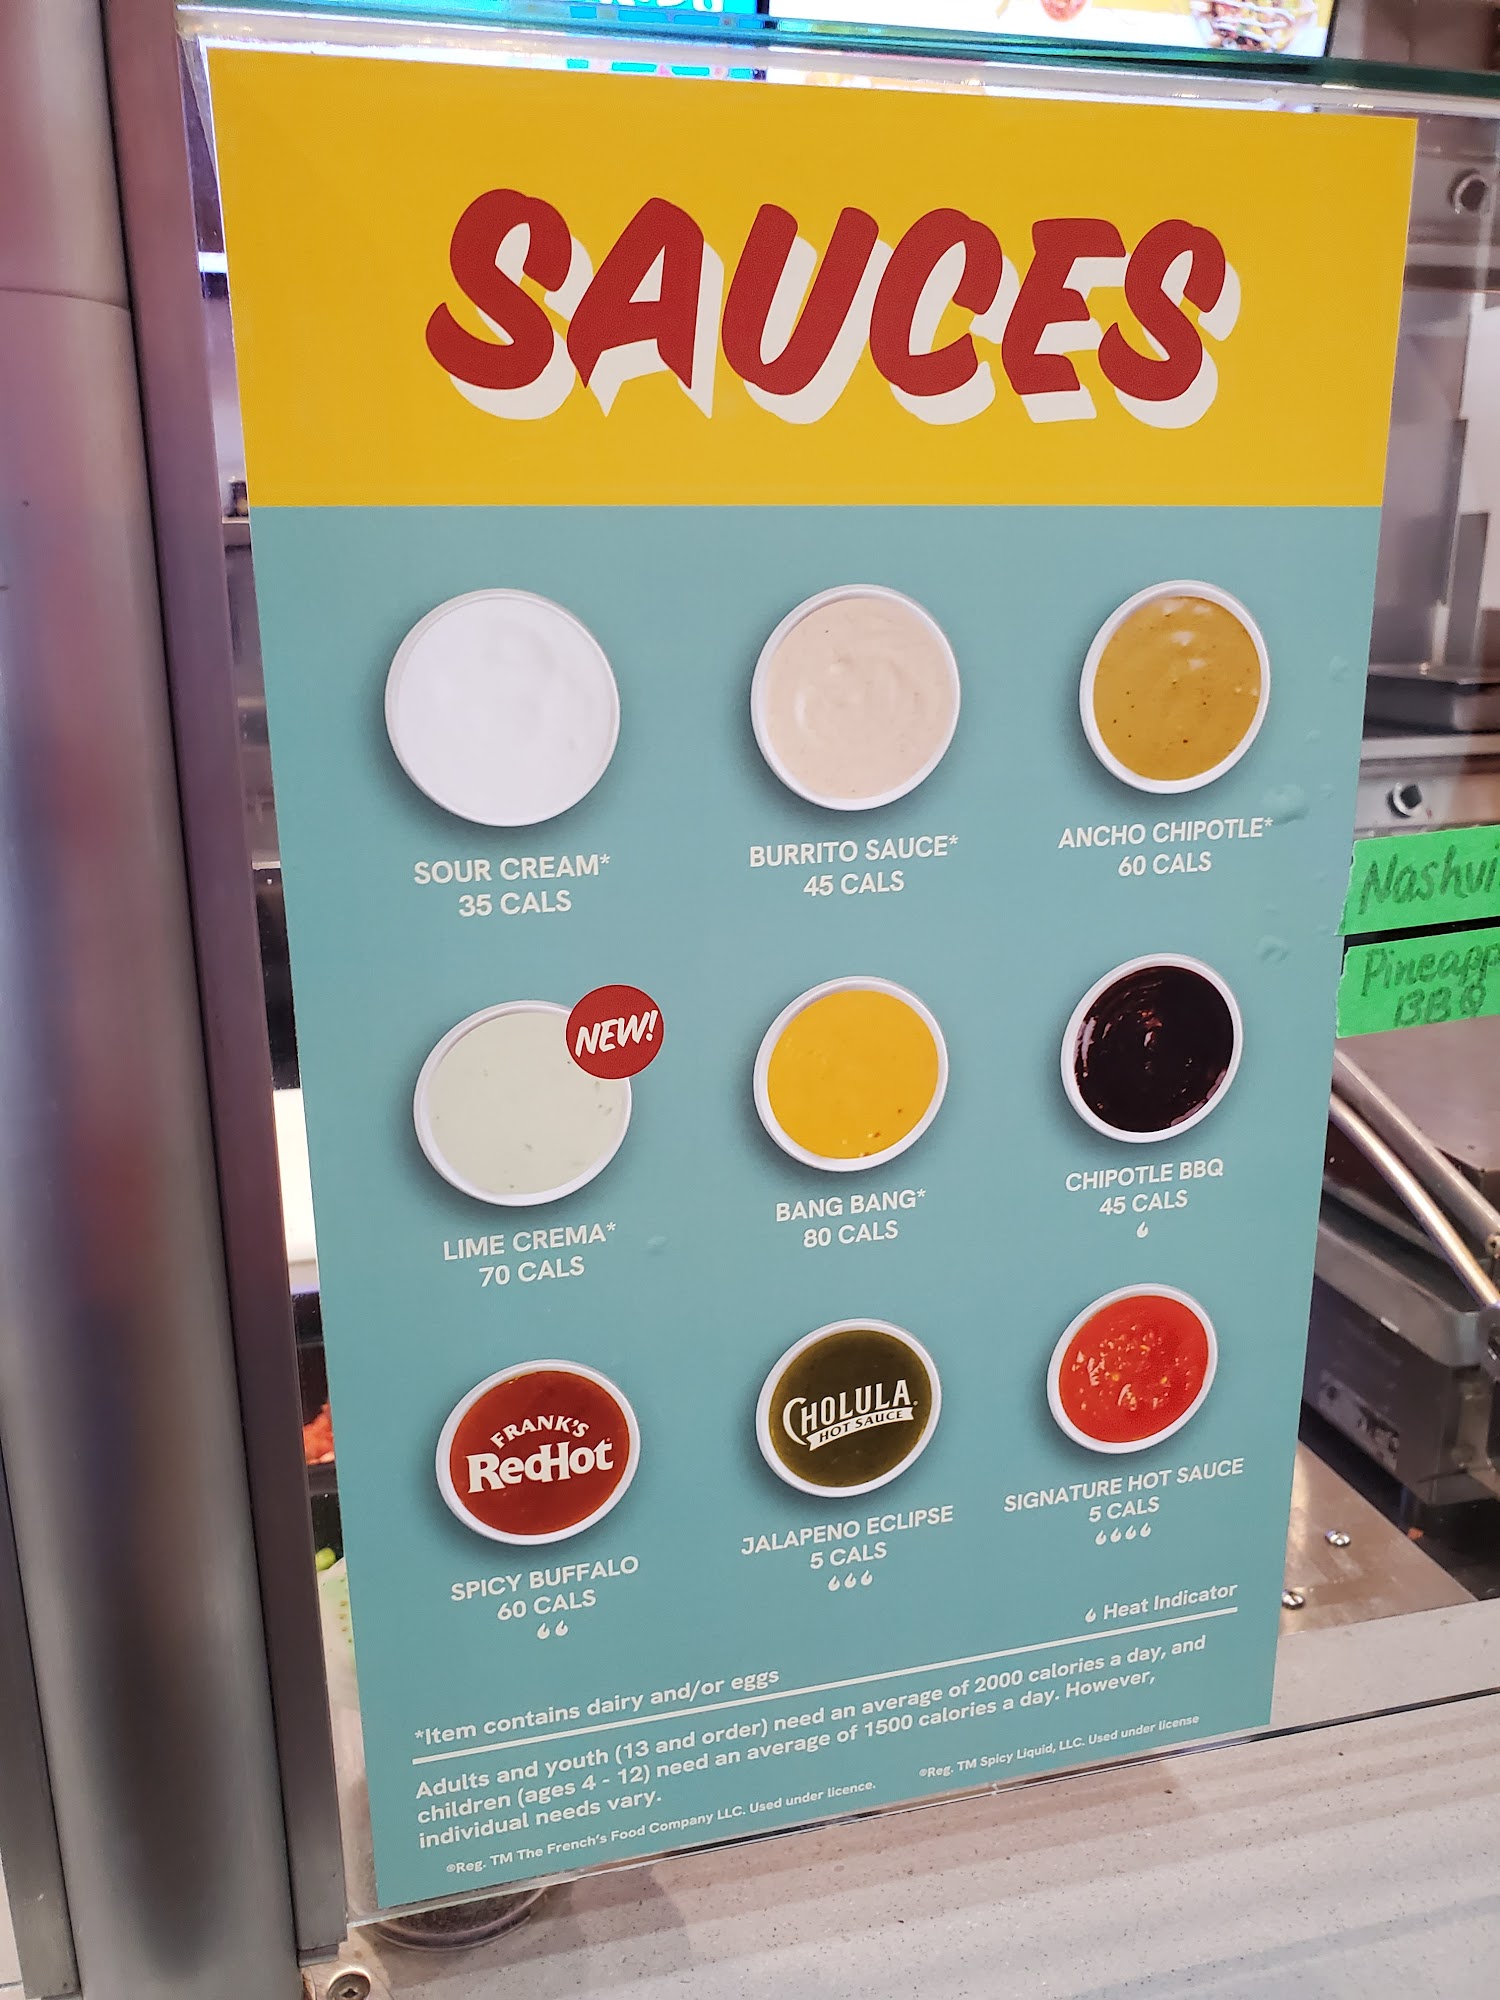 SAUCES
SOUR CREAM*
35 CALS
BURRITO SAUCE*
45 CALS
ANCHO CHIPOTLE*
60 CALS
NEW!
LIME CREMA*
70 CALS
BANG BANG*
80 CALS
CHIPOTLE BBQ
45 CALS
FRANK'S
RedHot
SPICY BUFFALO
60 CALS
CHOLULA®
HOT SAUCE
JALAPENO ECLIPSE
5 CALS
SIGNATURE HOT SAUCE
5 CALS
Heat Indicator
*Item contains dairy and/or eggs
Adults and youth (13 and order) need an average of 2000 calories a day, and
children (ages 4 - 12) need an average of 1500 calories a day. However,
individual needs vary.
®Reg. TM The French's Food Company LLC. Used under licence.
®Reg. TM Spicy Liquid, LLC. Used under license
Nashvi
Pineapp
BBQ